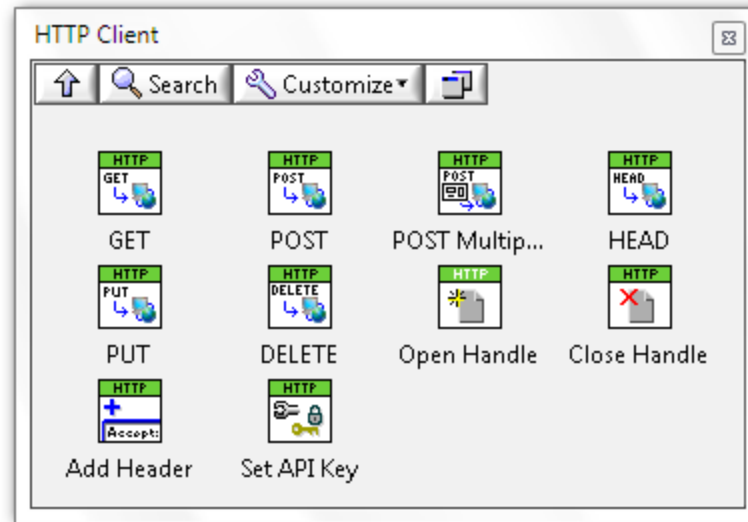 HTTP Client
Search Customize
HTTP HTTP HTTP HTTP
GET POST POST HEAD
GET POST POST Multip... HEAD
HTTP HTTP HTTP HTTP
PUT DELETE
PUT DELETE Open Handle Close Handle
HTTP HTTP
Accept:
Add Header Set API Key